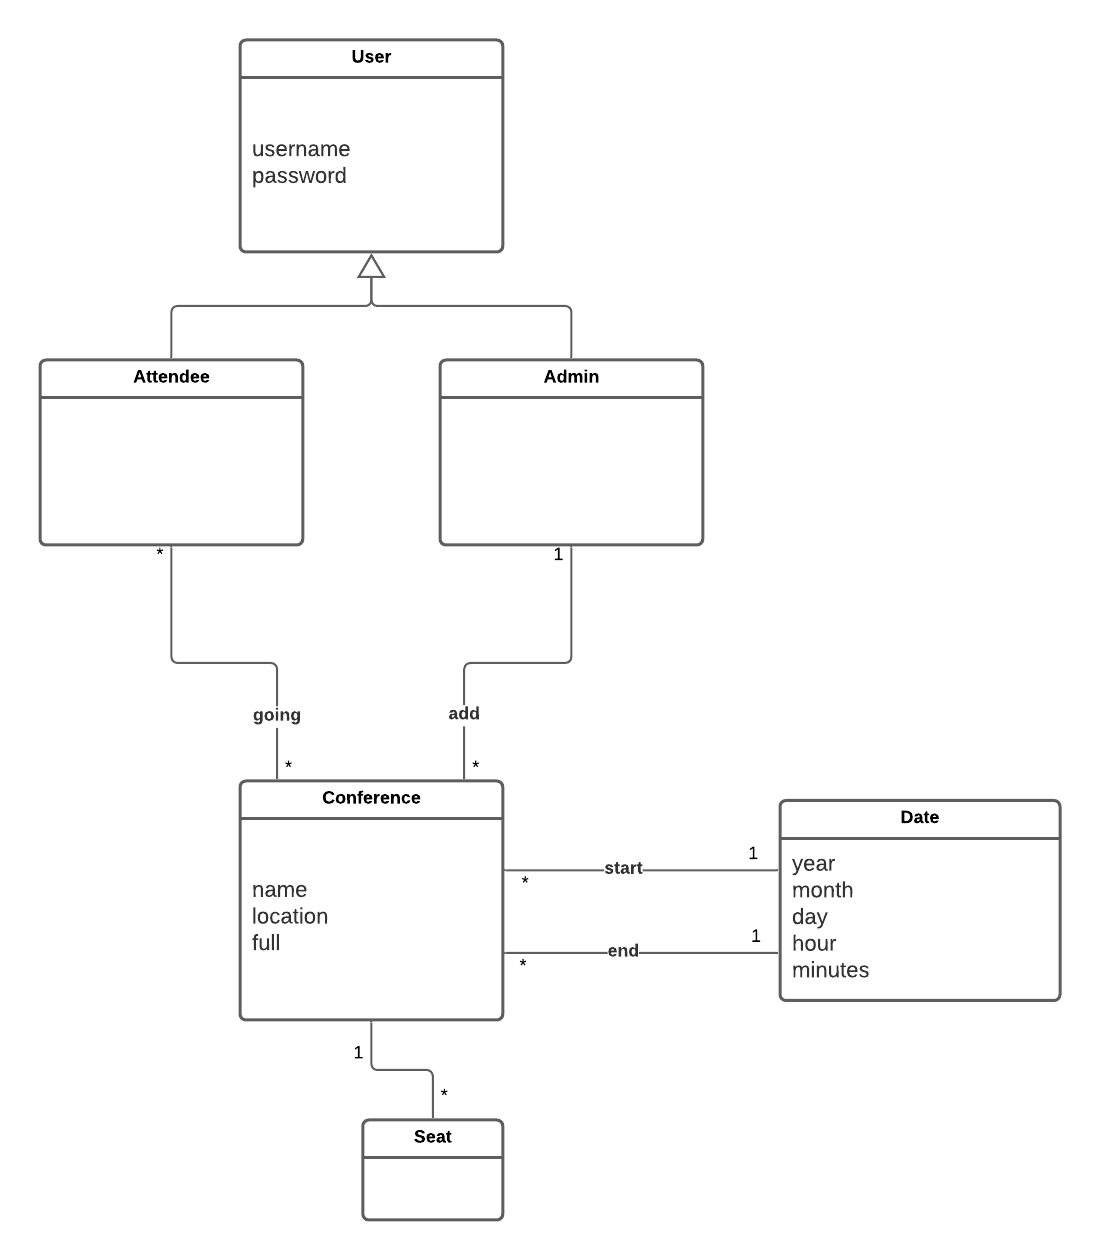 User
username
password
Attendee
Admin
*
1
going
add
*
*
Conference
name
location
full
start
1
*
end
1
*
Date
year
month
day
hour
minutes
1
*
Seat